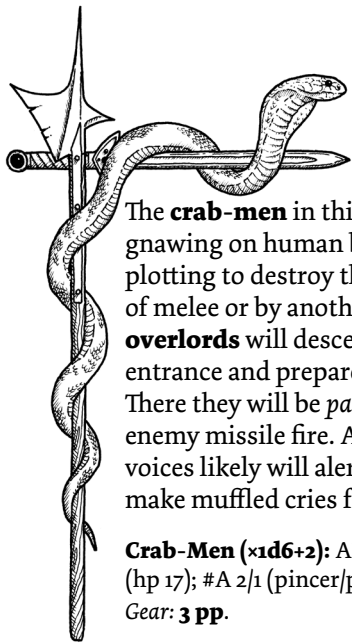 The crab-men in thi
gnawing on human b
plotting to destroy th
of melee or by anoth
overlords will desce
entrance and prepare
There they will be pa
enemy missile fire. A
voices likely will aler
make muffled cries f
Crab-Men (×1d6+2): A
(hp 17); #A 2/1 (pincer/p
Gear: 3 pp.